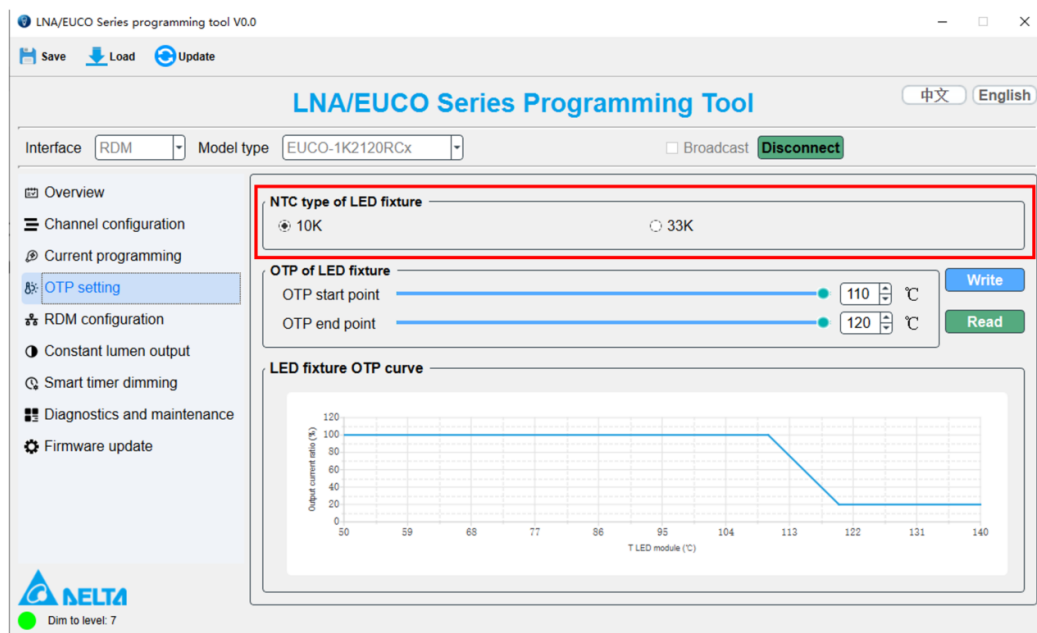 LNA/EUCO Series programming tool V0.0
Save Load Update
LNA/EUCO Series Programming Tool
中文 English
Interface RDM Model type EUCO-1K2120RCx Broadcast Disconnect
Overview
Channel configuration
Current programming
OTP setting
RDM configuration
Constant lumen output
Smart timer dimming
Diagnostics and maintenance
Firmware update
NTC type of LED fixture
10K 33K
OTP of LED fixture
OTP start point 110 ℃
OTP end point 120 ℃
Write
Read
LED fixture OTP curve
Output current ratio (%)
120
100
80
60
40
20
0
50 59 68 77 86 95 104 113 122 131 140
T LED module (℃)
DELTA
Dim to level: 7